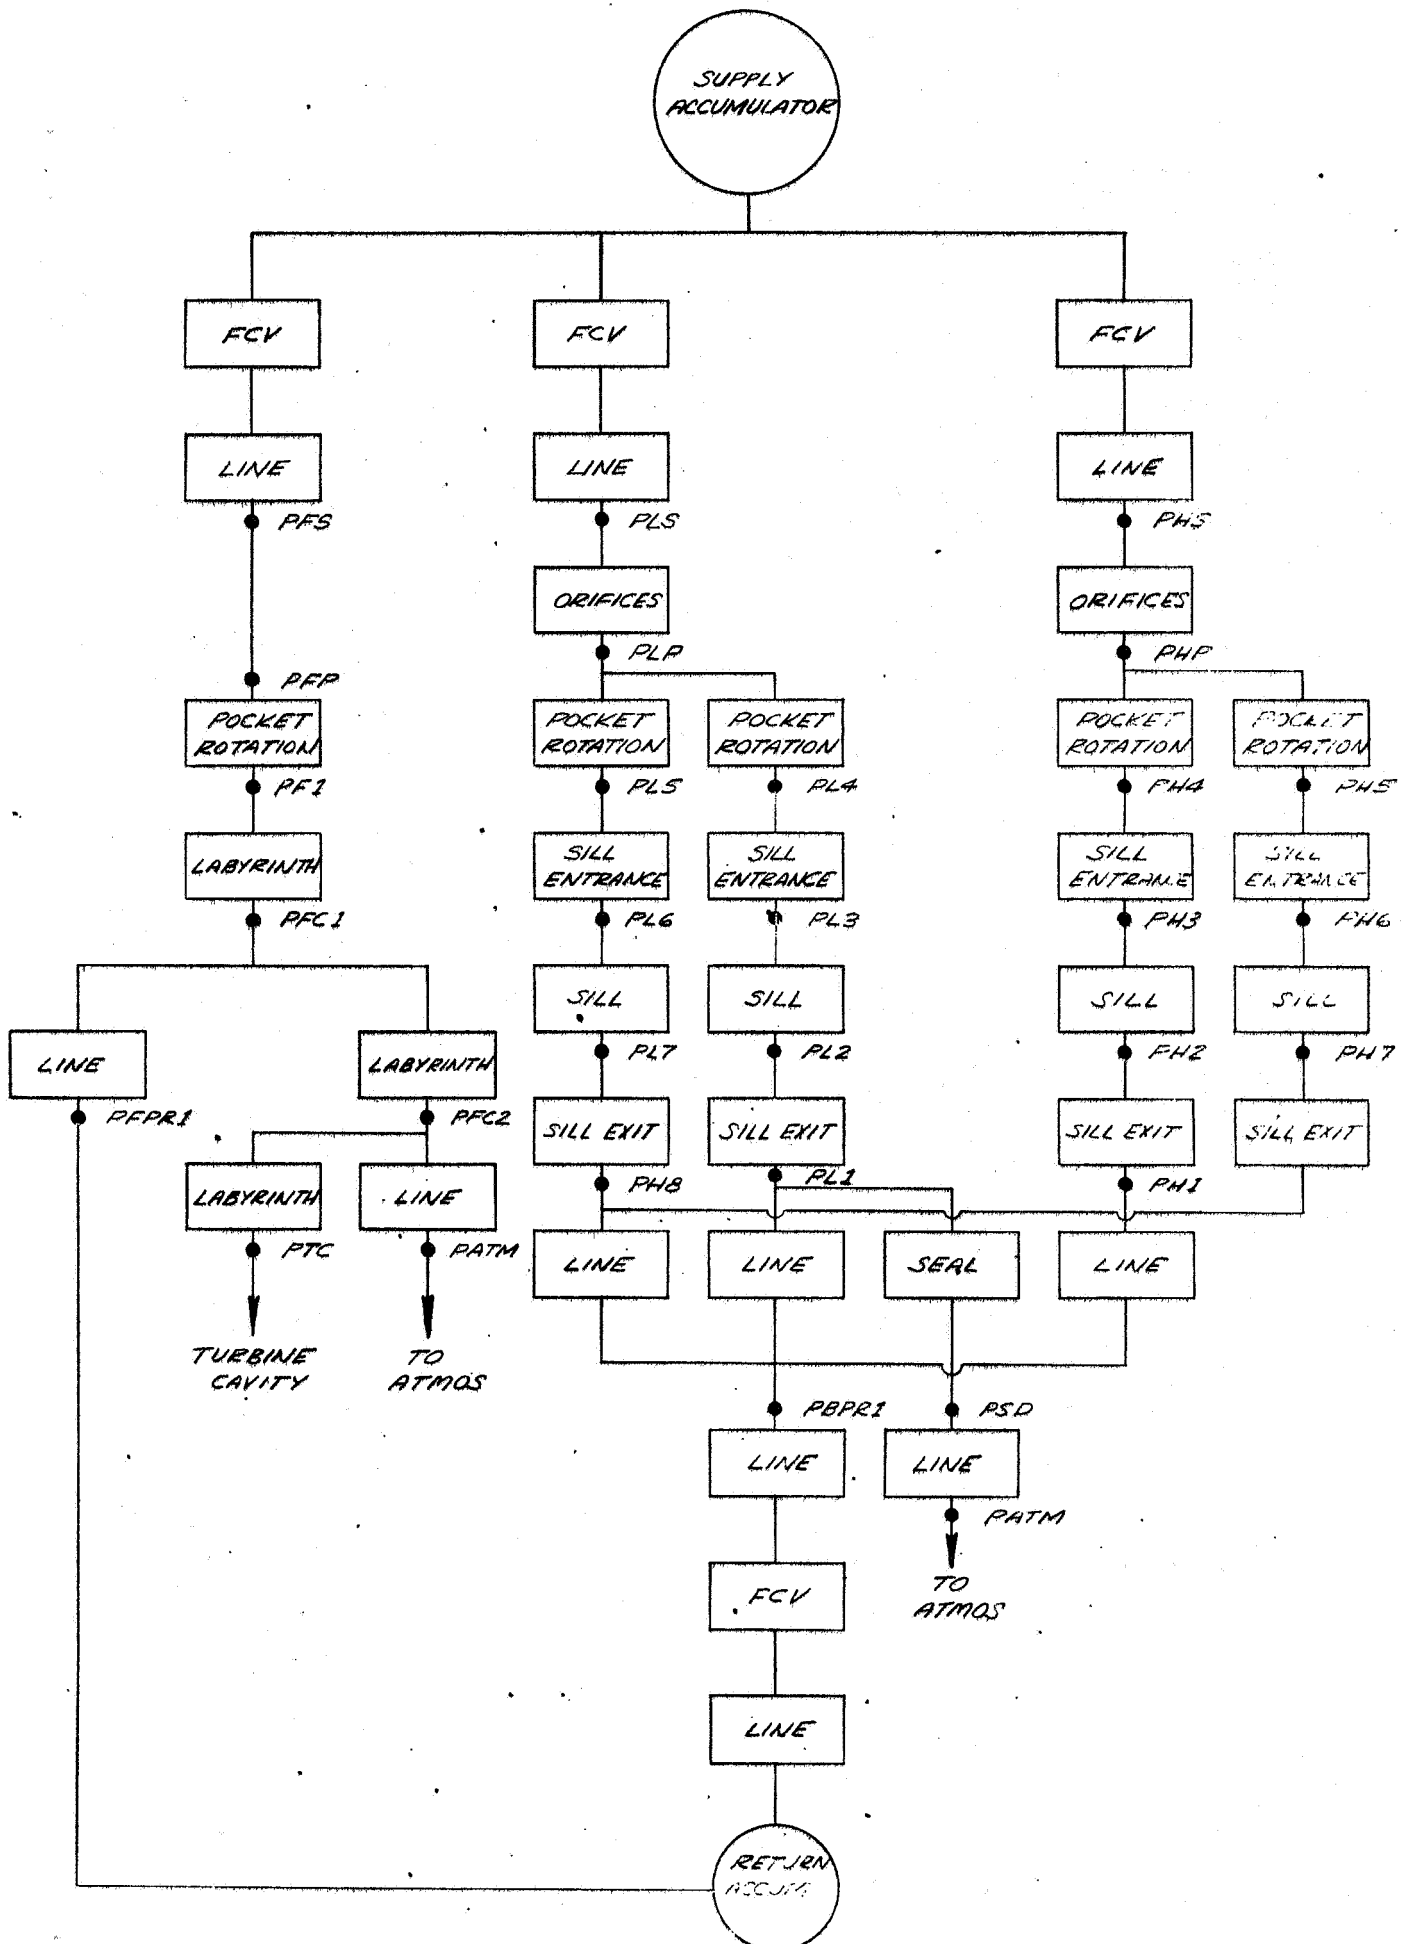 SUPPLY
ACCUMULATOR
FCV
FCV
FCV
LINE
LINE
LINE
PFS
PLS
PHS
ORIFICES
ORIFICES
PLP
PHP
PFP
POCKET
ROTATION
POCKET
ROTATION
POCKET
ROTATION
POCKET
ROTATION
POCKET
ROTATION
PF1
PL5
PL4
PH4
PH5
LABYRINTH
SILL
ENTRANCE
SILL
ENTRANCE
SILL
ENTRANCE
SILL
ENTRANCE
PFC1
PL6
PL3
PH3
PH6
SILL
SILL
SILL
SILL
LINE
LABYRINTH
PL7
PL2
PH2
PH7
PFPR1
PFC2
SILL EXIT
SILL EXIT
SILL EXIT
SILL EXIT
PH8
PL1
PH1
LABYRINTH
LINE
PTC
PATM
LINE
LINE
SEAL
LINE
TURBINE
CAVITY
TO
ATMOS
PBPR1
PSD
LINE
LINE
PATM
FCV
TO
ATMOS
LINE
RETURN
ACCUM